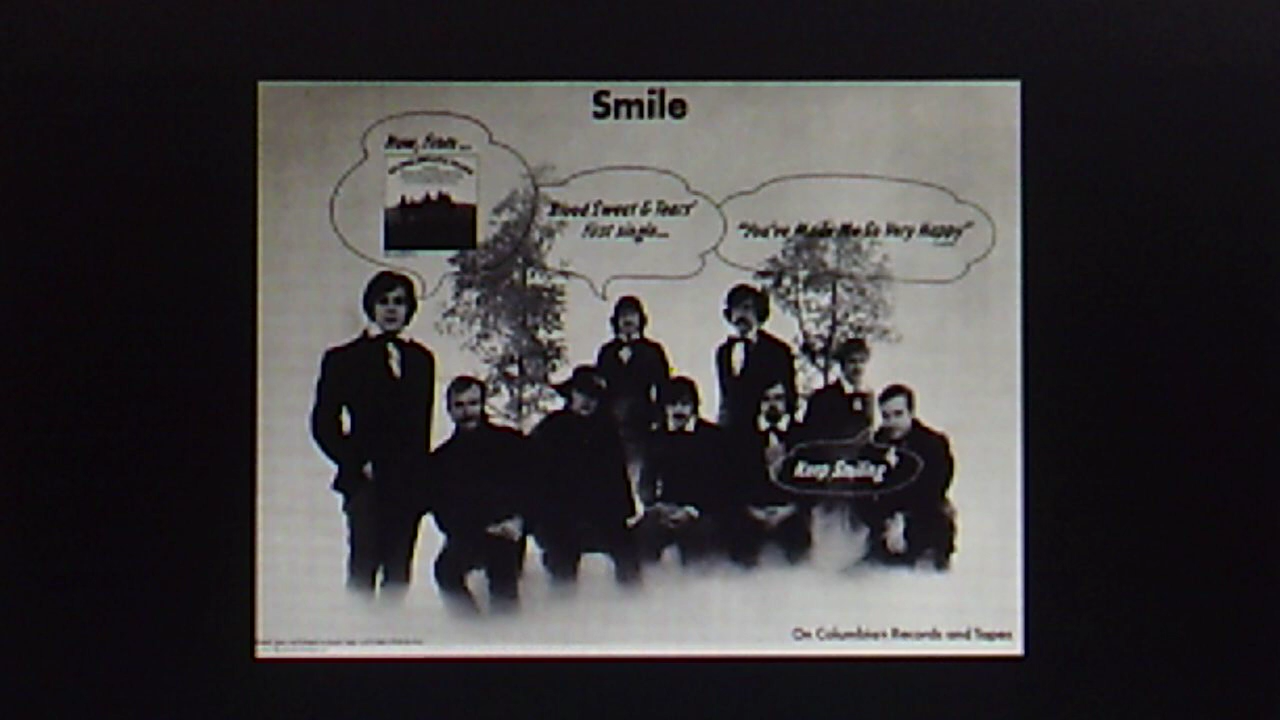 Smile
Now, From...
Blood Sweat & Tears'
first single...
"You've Made Me So Very Happy"
Keep Smiling
On Columbia Records and Tapes